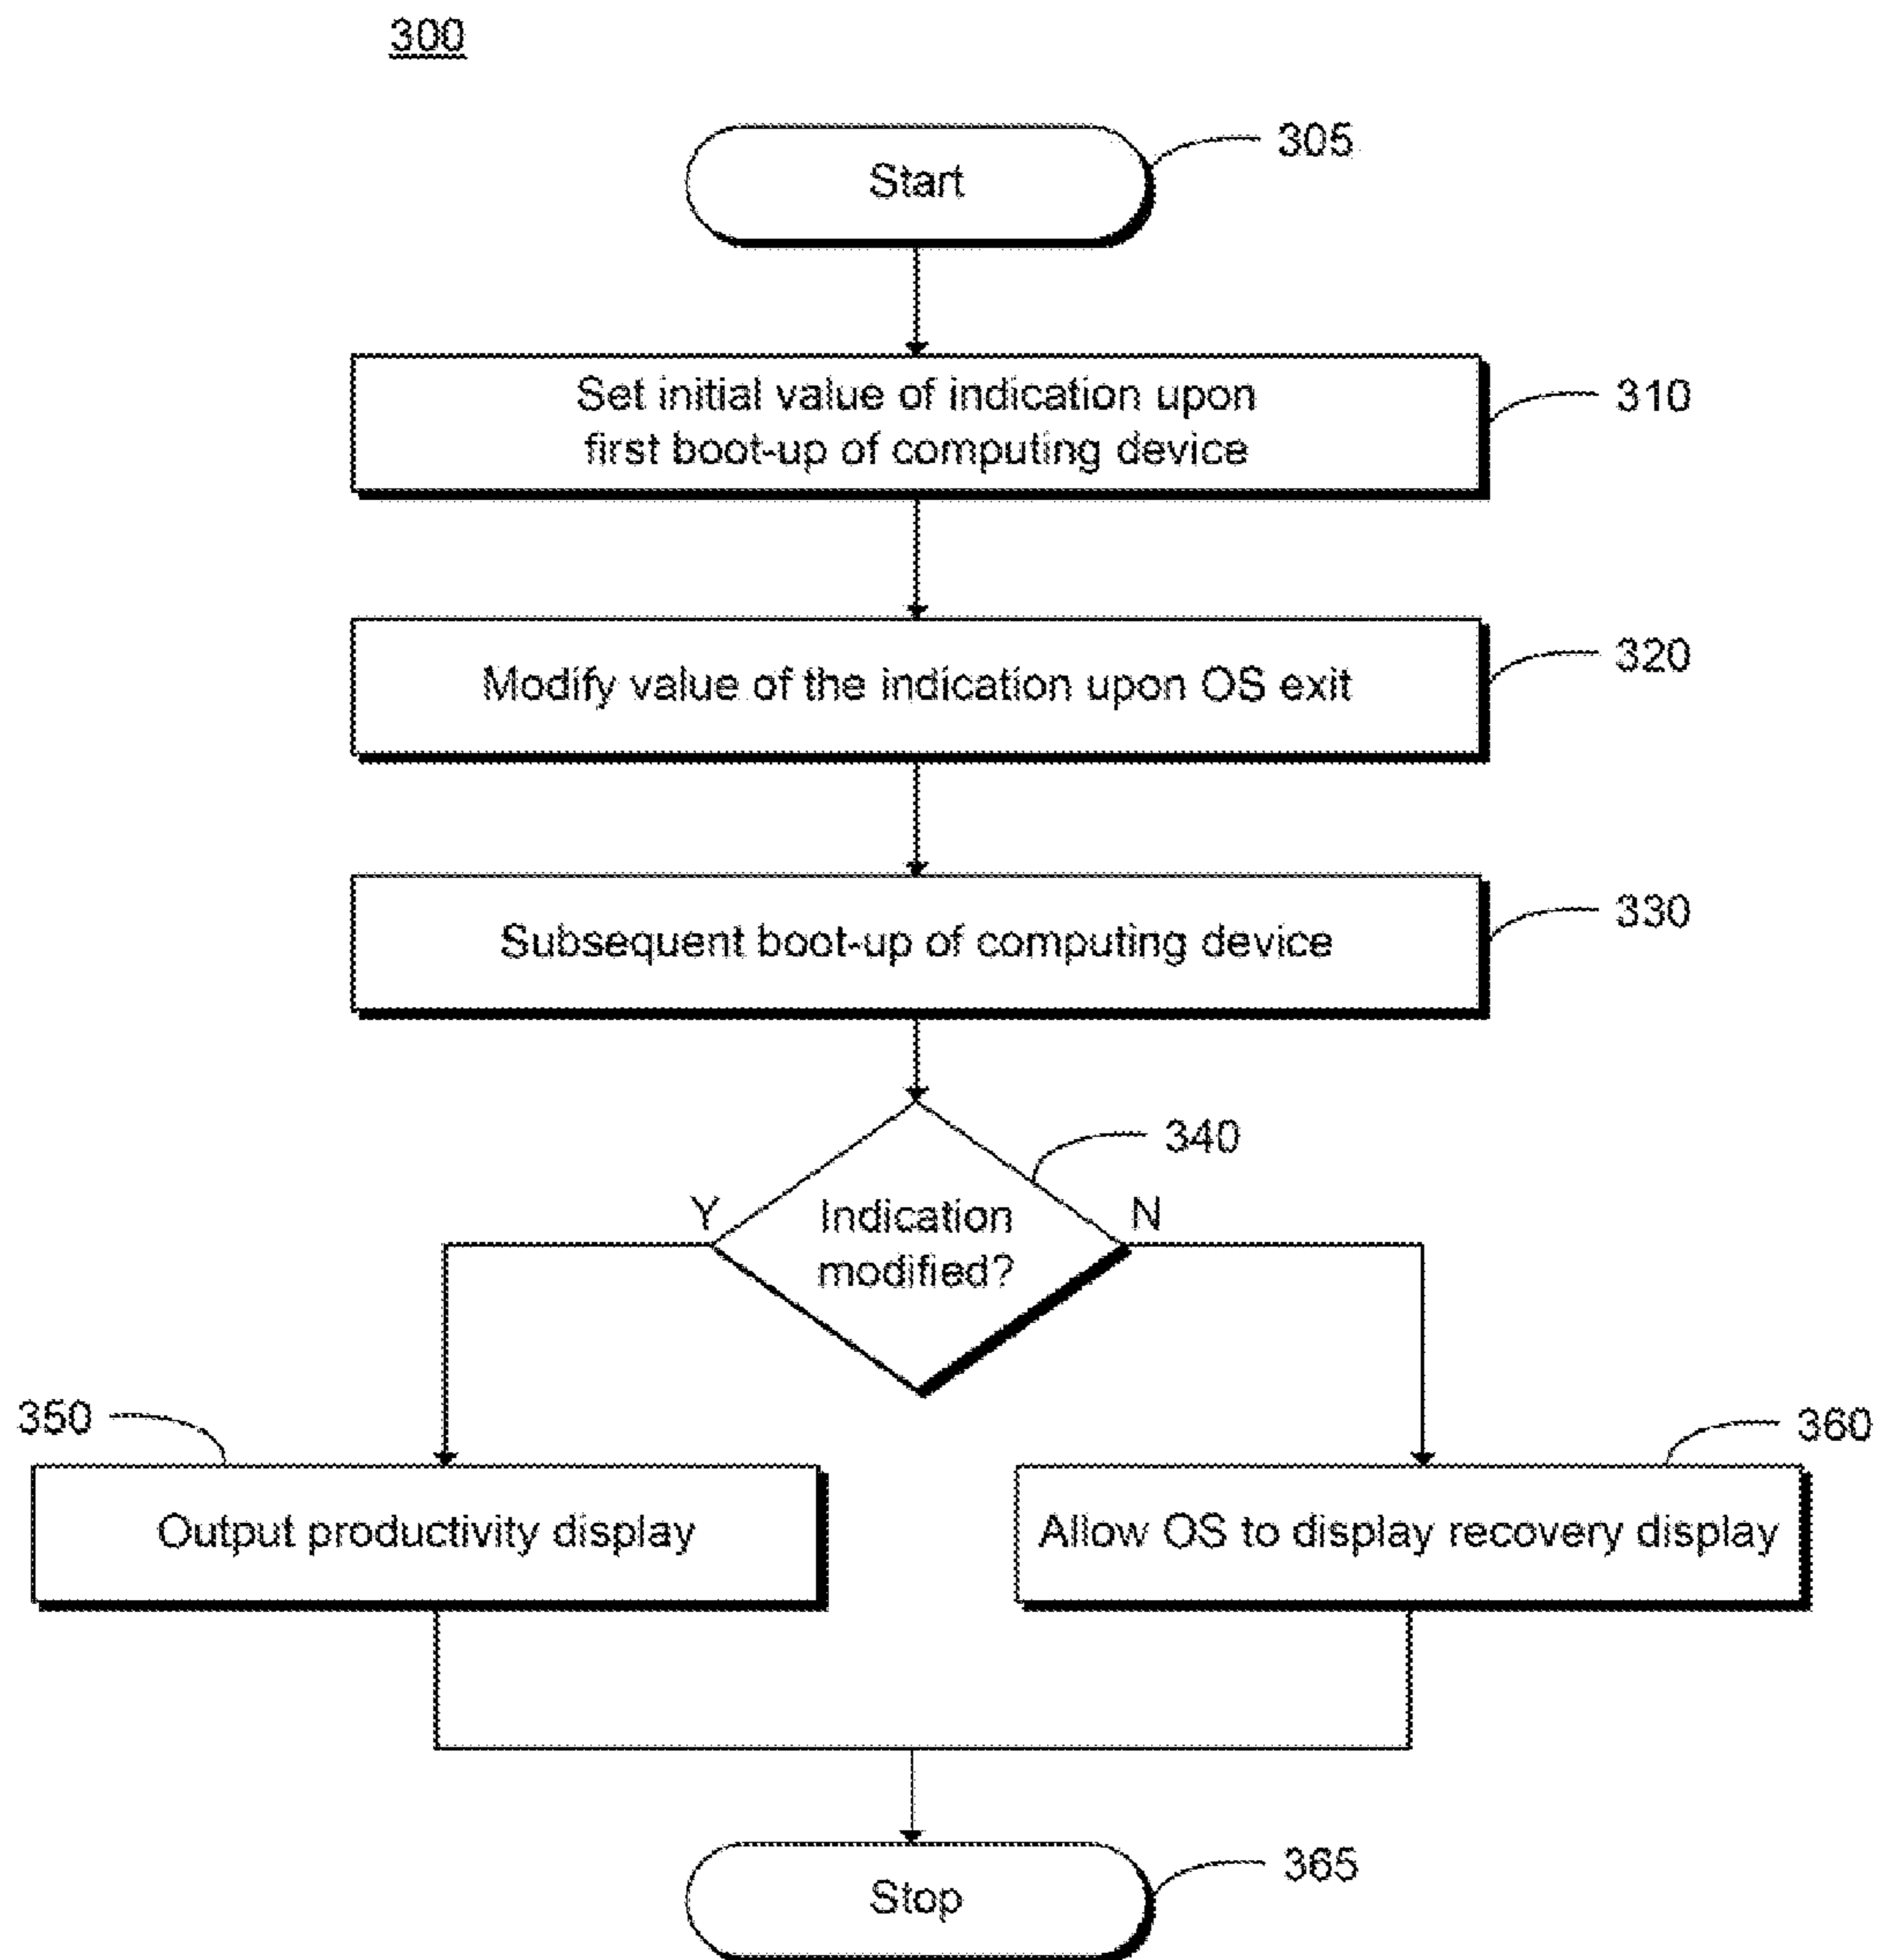 300
Start
305
Set initial value of indication upon
first boot-up of computing device
310
Modify value of the indication upon OS exit
320
Subsequent boot-up of computing device
330
340
Y
Indication
modified?
N
350
Output productivity display
360
Allow OS to display recovery display
Stop
365